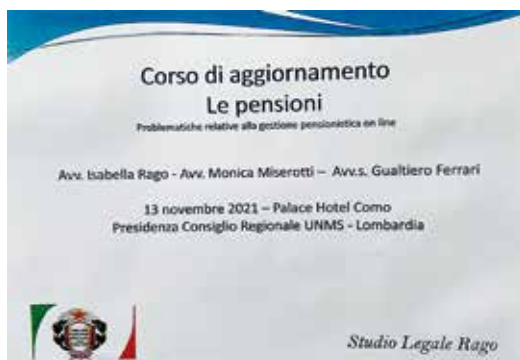 Corso di aggiornamento
Le pensioni
Problematiche relative alla gestione pensionistica on line
Avv. Isabella Rago - Avv. Monica Miserotti – Avv.s. Gualtiero Ferrari
13 novembre 2021 – Palace Hotel Como
Presidenza Consiglio Regionale UNMS - Lombardia
Studio Legale Rago